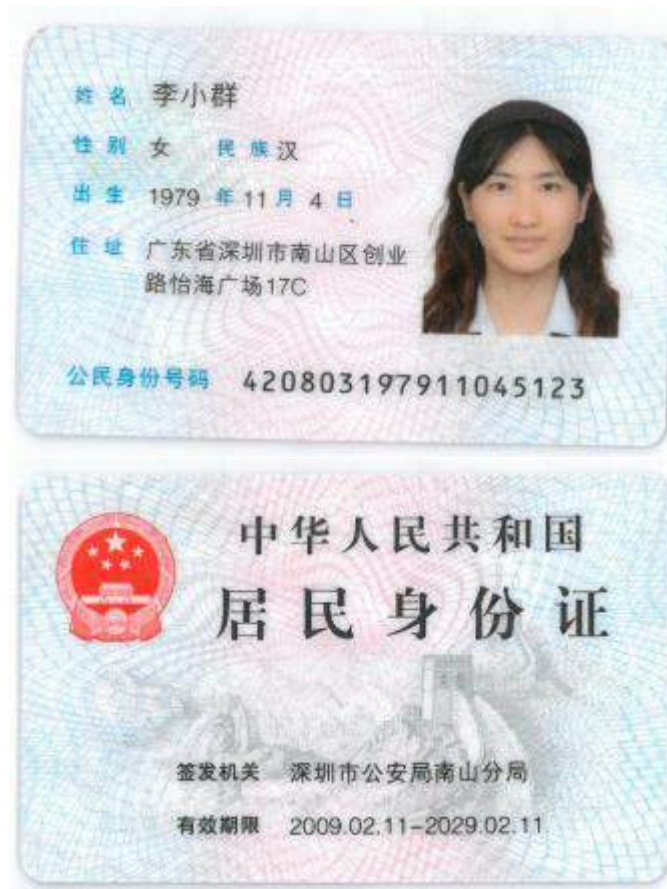 姓名 李小群
性别 女 民族 汉
出生 1979 年 11 月 4 日
住址 广东省深圳市南山区创业
路怡海广场17C
公民身份号码 420803197911045123
中华人民共和国
居民身份证
签发机关 深圳市公安局南山分局
有效期限 2009.02.11-2029.02.11